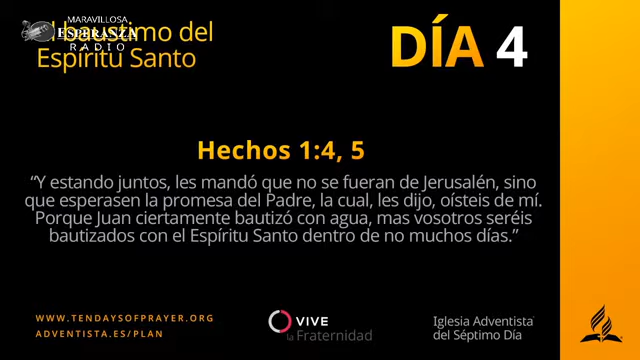 MARAVILLOSA
ESPERANZA
RADIO
El baustimo del
Espíritu Santo
DÍA 4
Hechos 1:4, 5
“Y estando juntos, les mandó que no se fueran de Jerusalén, sino
que esperasen la promesa del Padre, la cual, les dijo, oísteis de mí.
Porque Juan ciertamente bautizó con agua, mas vosotros seréis
bautizados con el Espíritu Santo dentro de no muchos días.”
WWW.TENDAYSOFPRAYER.ORG
ADVENTISTA.ES/PLAN
VIVE
la Fraternidad
Iglesia Adventista
del Séptimo Día